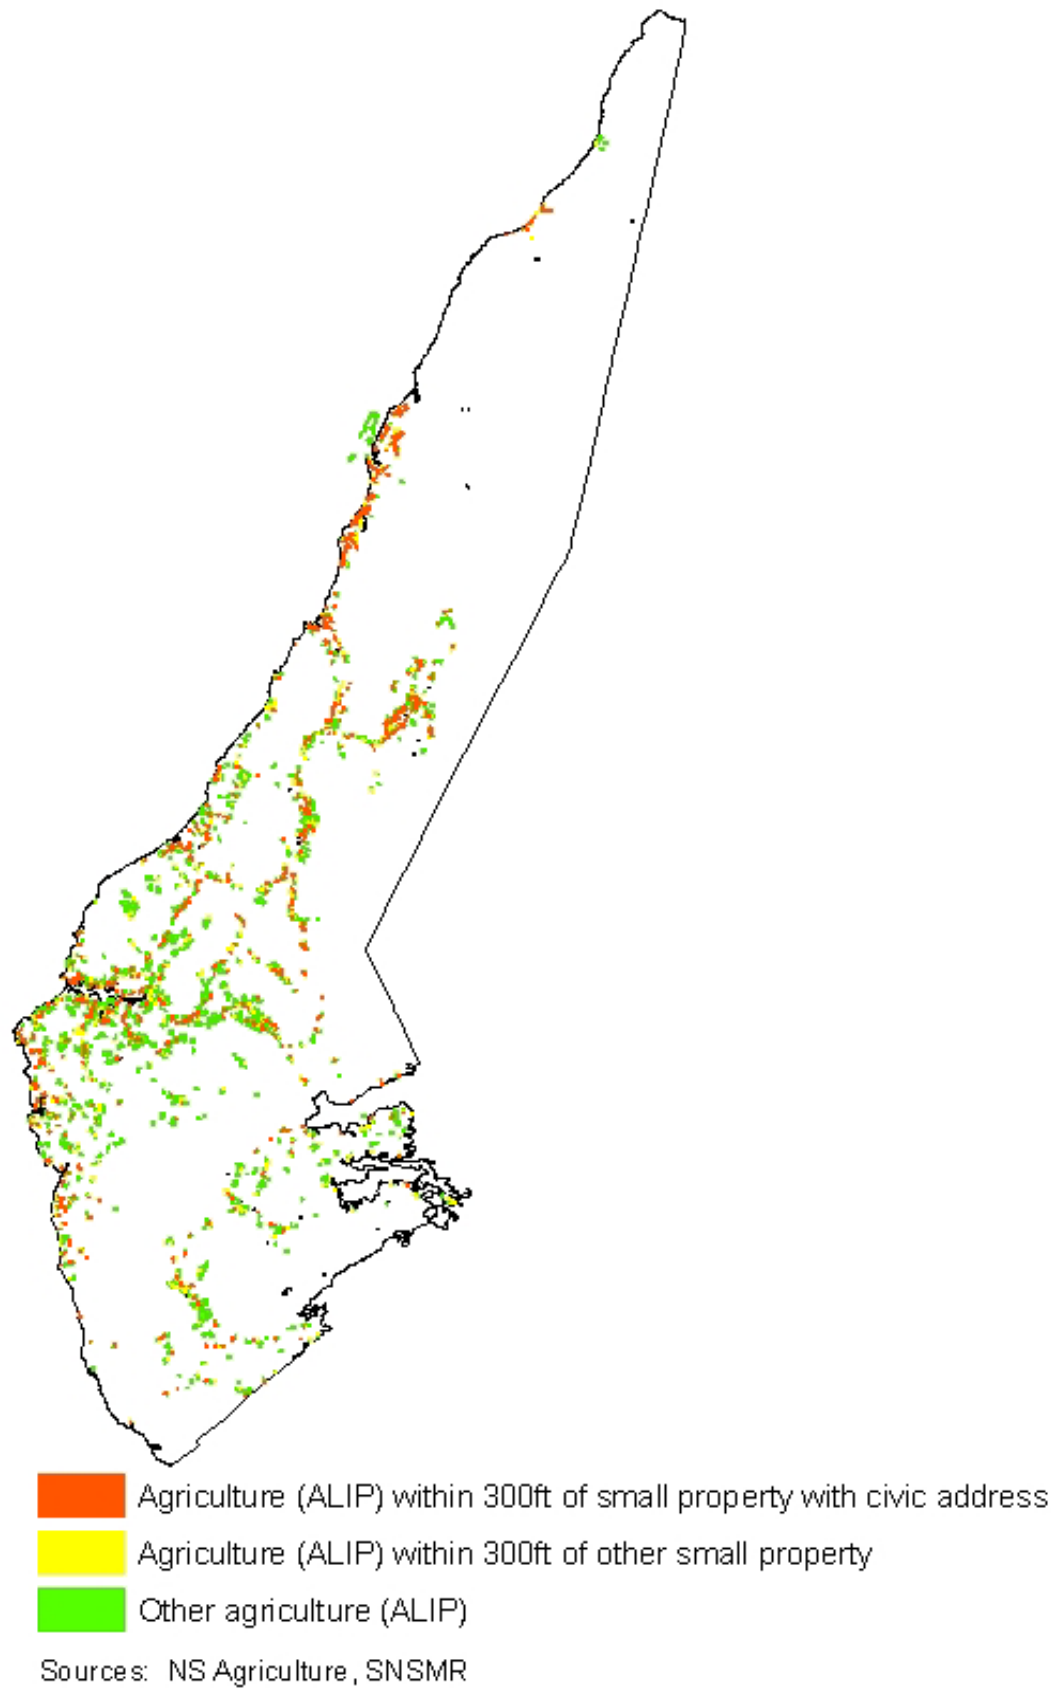 Agriculture (ALIP) within 300ft of small property with civic address
Agriculture (ALIP) within 300ft of other small property
Other agriculture (ALIP)
Sources: NS Agriculture, SNSMR